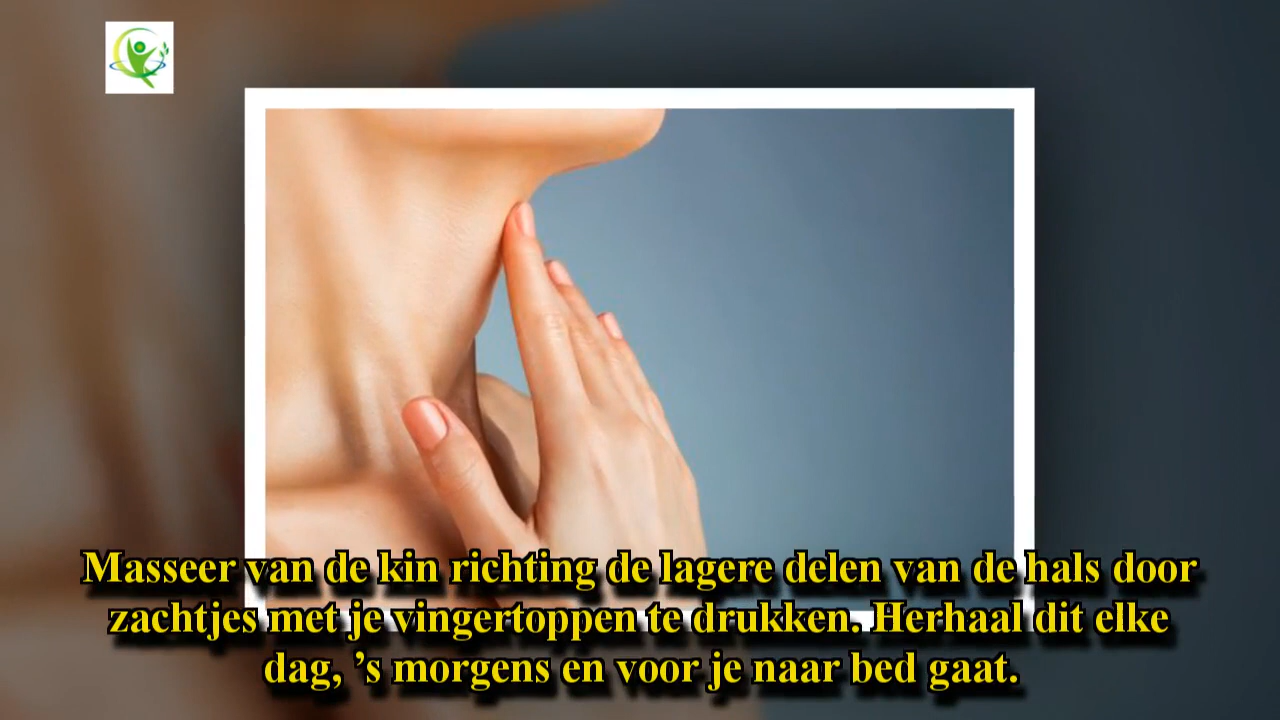 Masseer van de kin richting de lagere delen van de hals door
zachtjes met je vingertoppen te drukken. Herhaal dit elke
dag, ’s morgens en voor je naar bed gaat.